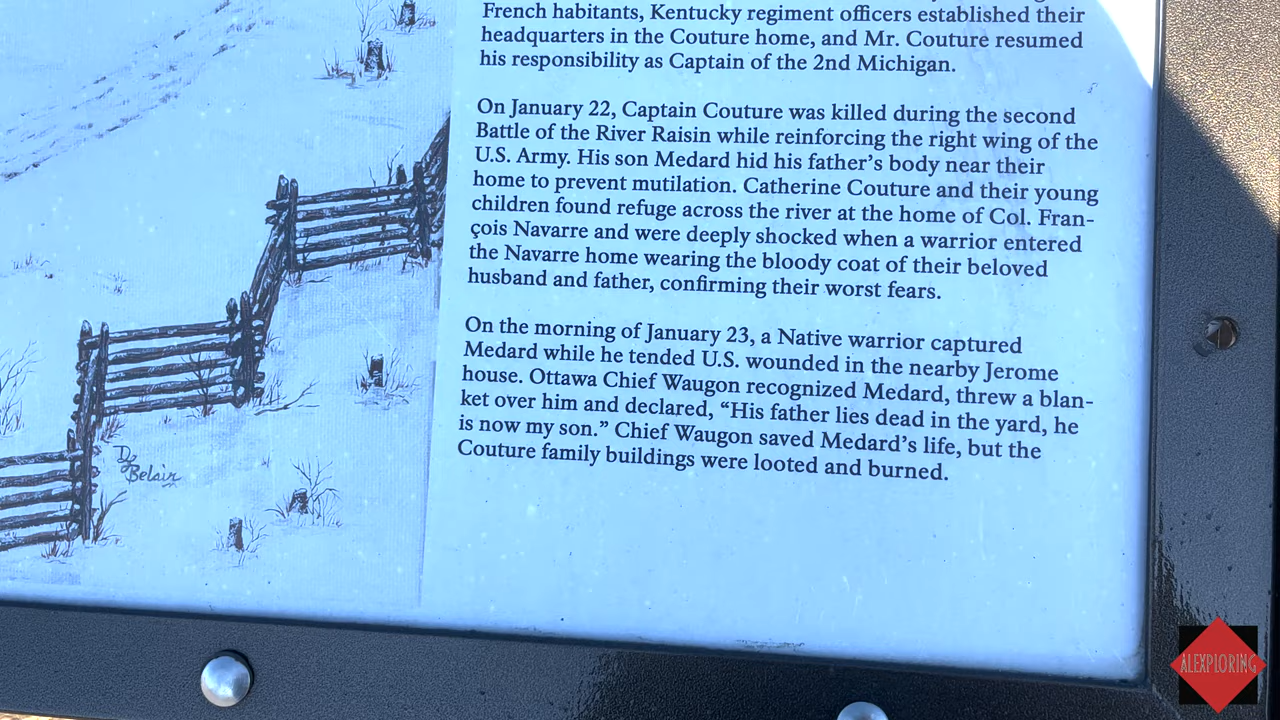 French habitants, Kentucky regiment officers established their
headquarters in the Couture home, and Mr. Couture resumed
his responsibility as Captain of the 2nd Michigan.
On January 22, Captain Couture was killed during the second
Battle of the River Raisin while reinforcing the right wing of the
U.S. Army. His son Medard hid his father's body near their
home to prevent mutilation. Catherine Couture and their young
children found refuge across the river at the home of Col. Fran-
çois Navarre and were deeply shocked when a warrior entered
the Navarre home wearing the bloody coat of their beloved
husband and father, confirming their worst fears.
On the morning of January 23, a Native warrior captured
Medard while he tended U.S. wounded in the nearby Jerome
house. Ottawa Chief Waugon recognized Medard, threw a blan-
ket over him and declared, “His father lies dead in the yard, he
is now my son.” Chief Waugon saved Medard's life, but the
Couture family buildings were looted and burned.
De
Belair
ALEXPLORING